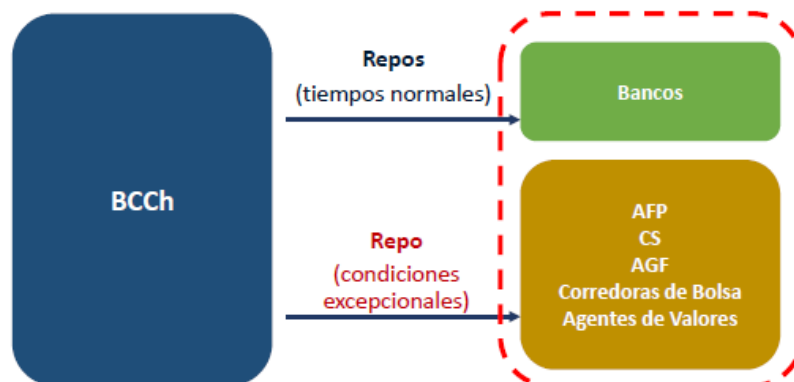 BCCh
Repos
(tiempos normales)
Bancos
Repo
(condiciones
excepcionales)
AFP
CS
AGF
Corredoras de Bolsa
Agentes de Valores